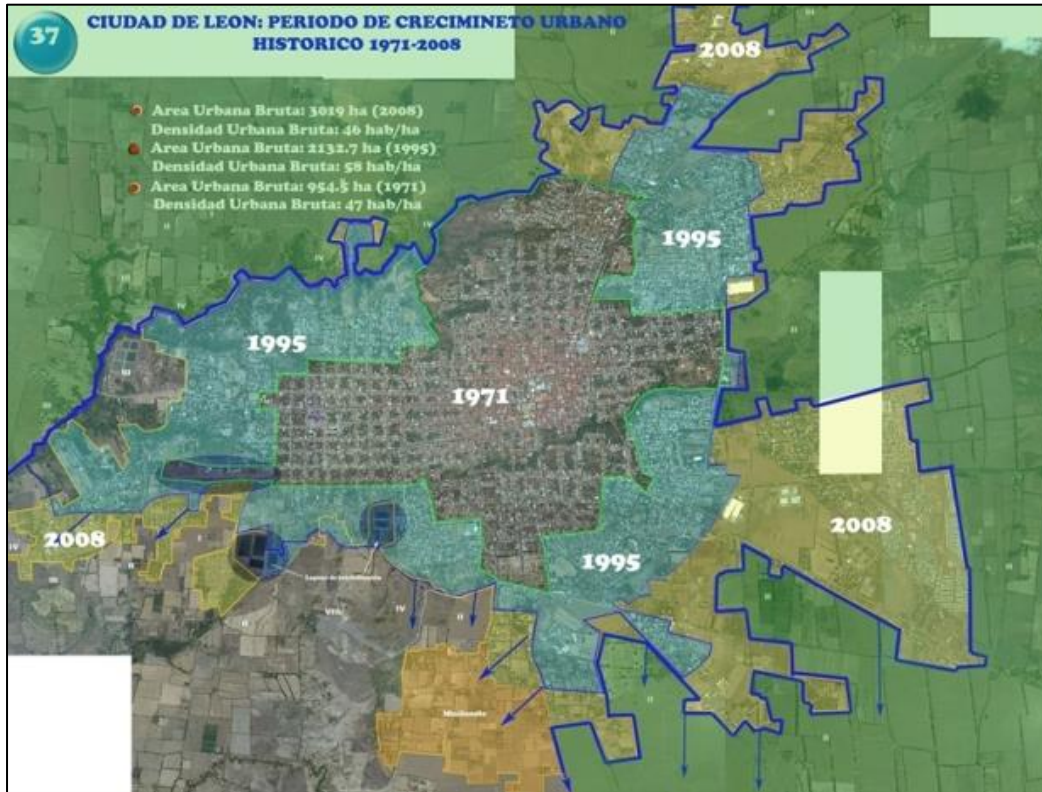 37
CIUDAD DE LEON: PERIODO DE CRECIMINETO URBANO
HISTORICO 1971-2008
Area Urbana Bruta: 3019 ha (2008)
Densidad Urbana Bruta: 46 hab/ha
Area Urbana Bruta: 2132.7 ha (1995)
Densidad Urbana Bruta: 58 hab/ha
Area Urbana Bruta: 954.5 ha (1971)
Densidad Urbana Bruta: 47 hab/ha
2008
1995
1995
1971
2008
2008
1995
IV
II